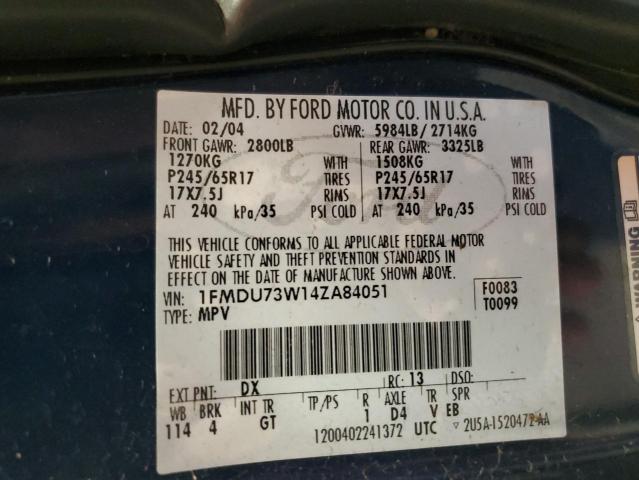 MFD. BY FORD MOTOR CO. IN U.S.A.
DATE: 02/04 GVWR: 5984LB/ 2714KG
FRONT GAWR: 2800LB REAR GAWR: 3325LB
1270KG WITH 1508KG WITH
P245/65R17 TIRES P245/65R17 TIRES
17X7.5J RIMS 17X7.5J RIMS
AT 240 kPa/35 PSI COLD AT 240 kPa/35 PSI COLD
Ford
THIS VEHICLE CONFORMS TO ALL APPLICABLE FEDERAL MOTOR
VEHICLE SAFETY AND THEFT PREVENTION STANDARDS IN
EFFECT ON THE DATE OF MANUFACTURE SHOWN ABOVE.
VIN: 1FMDU73W14ZA84051 F0083
TYPE: MPV T0099
EXT PNT: DX RC: 13 DSO:
WB BRK INT TR TP/PS R AXLE TR SPR
114 4 GT 1 D4 V EB
1200402241372 UTC 2U5A-1520472-AA
WARNING